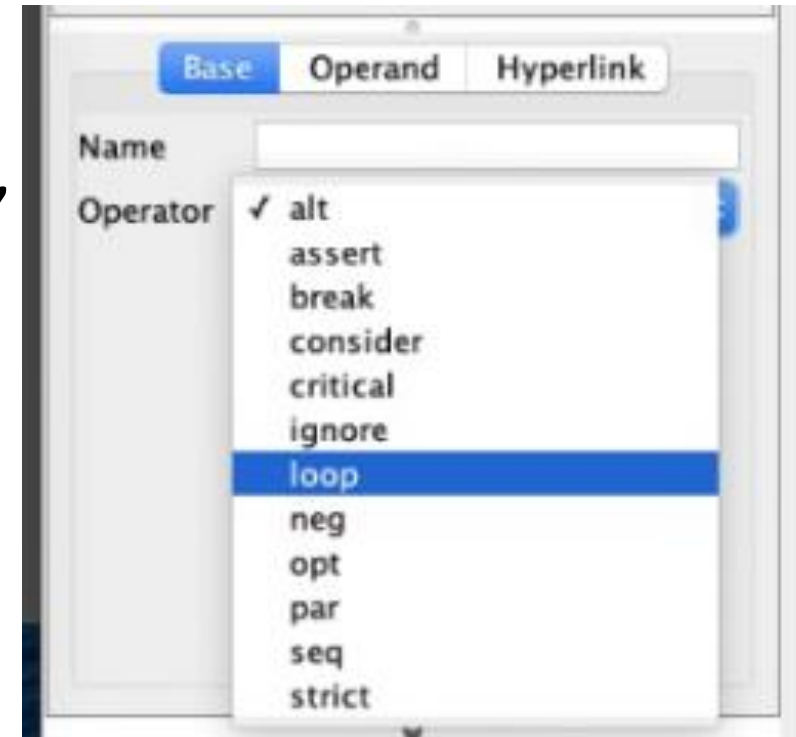 Base Operand Hyperlink
Name
Operator ✓ alt
assert
break
consider
critical
ignore
loop
neg
opt
par
seq
strict